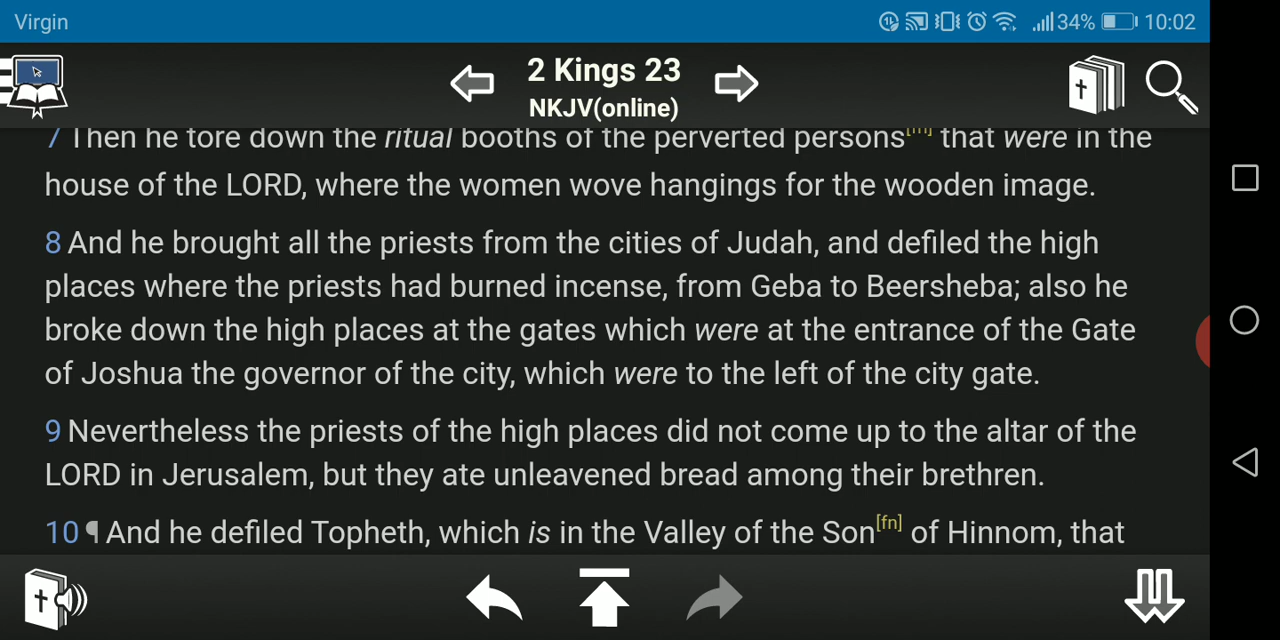 Virgin 34% 10:02
2 Kings 23
NKJV(online)
7 Then he tore down the ritual booths of the perverted persons[fn] that were in the
house of the LORD, where the women wove hangings for the wooden image.
8 And he brought all the priests from the cities of Judah, and defiled the high
places where the priests had burned incense, from Geba to Beersheba; also he
broke down the high places at the gates which were at the entrance of the Gate
of Joshua the governor of the city, which were to the left of the city gate.
9 Nevertheless the priests of the high places did not come up to the altar of the
LORD in Jerusalem, but they ate unleavened bread among their brethren.
10 ¶ And he defiled Topheth, which is in the Valley of the Son[fn] of Hinnom, that